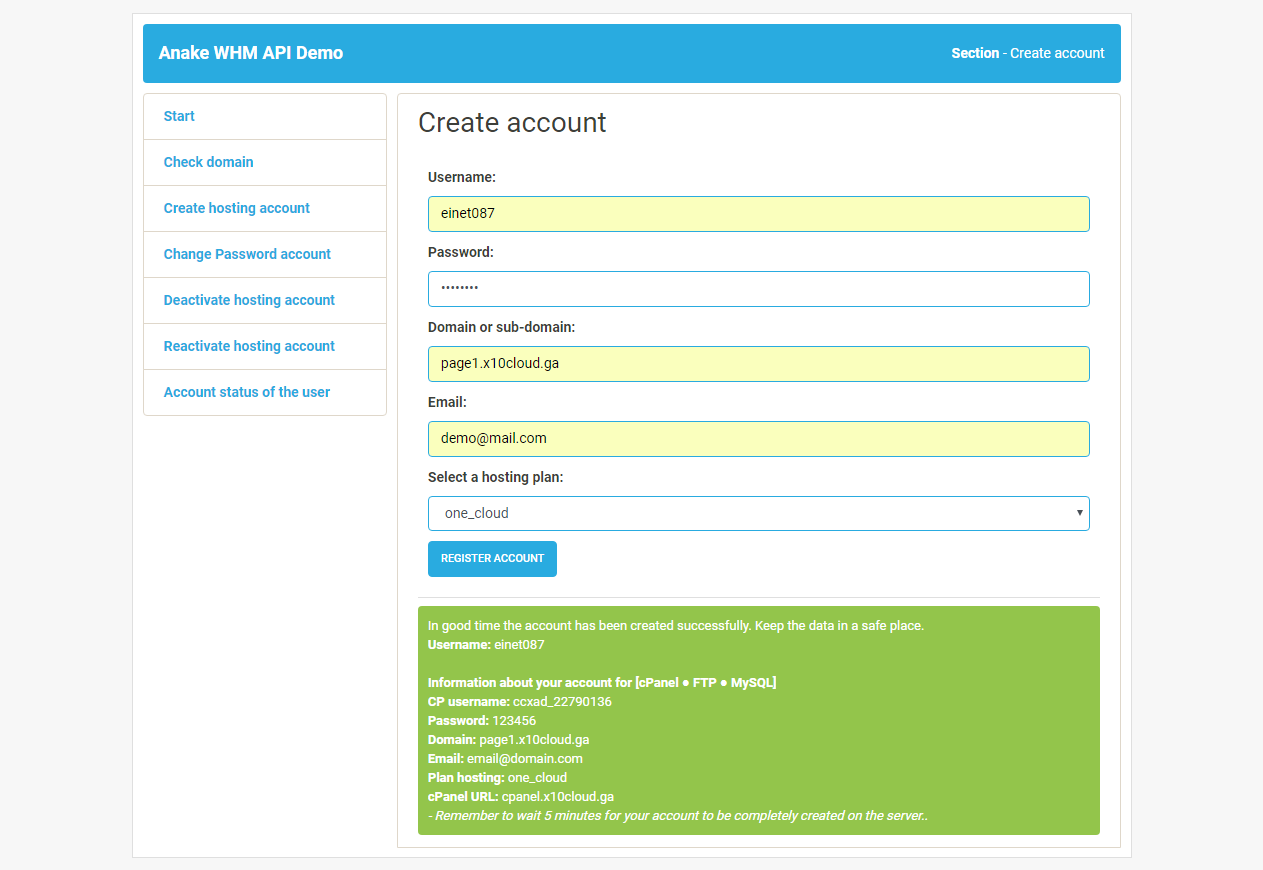 Anake WHM API Demo
Section - Create account
Start
Check domain
Create hosting account
Change Password account
Deactivate hosting account
Reactivate hosting account
Account status of the user
Create account
Username:
einet087
Password:
••••••••
Domain or sub-domain:
page1.x10cloud.ga
Email:
demo@mail.com
Select a hosting plan:
one_cloud
REGISTER ACCOUNT
In good time the account has been created successfully. Keep the data in a safe place.
Username: einet087
Information about your account for [cPanel ● FTP ● MySQL]
CP username: ccxad_22790136
Password: 123456
Domain: page1.x10cloud.ga
Email: email@domain.com
Plan hosting: one_cloud
cPanel URL: cpanel.x10cloud.ga
- Remember to wait 5 minutes for your account to be completely created on the server..